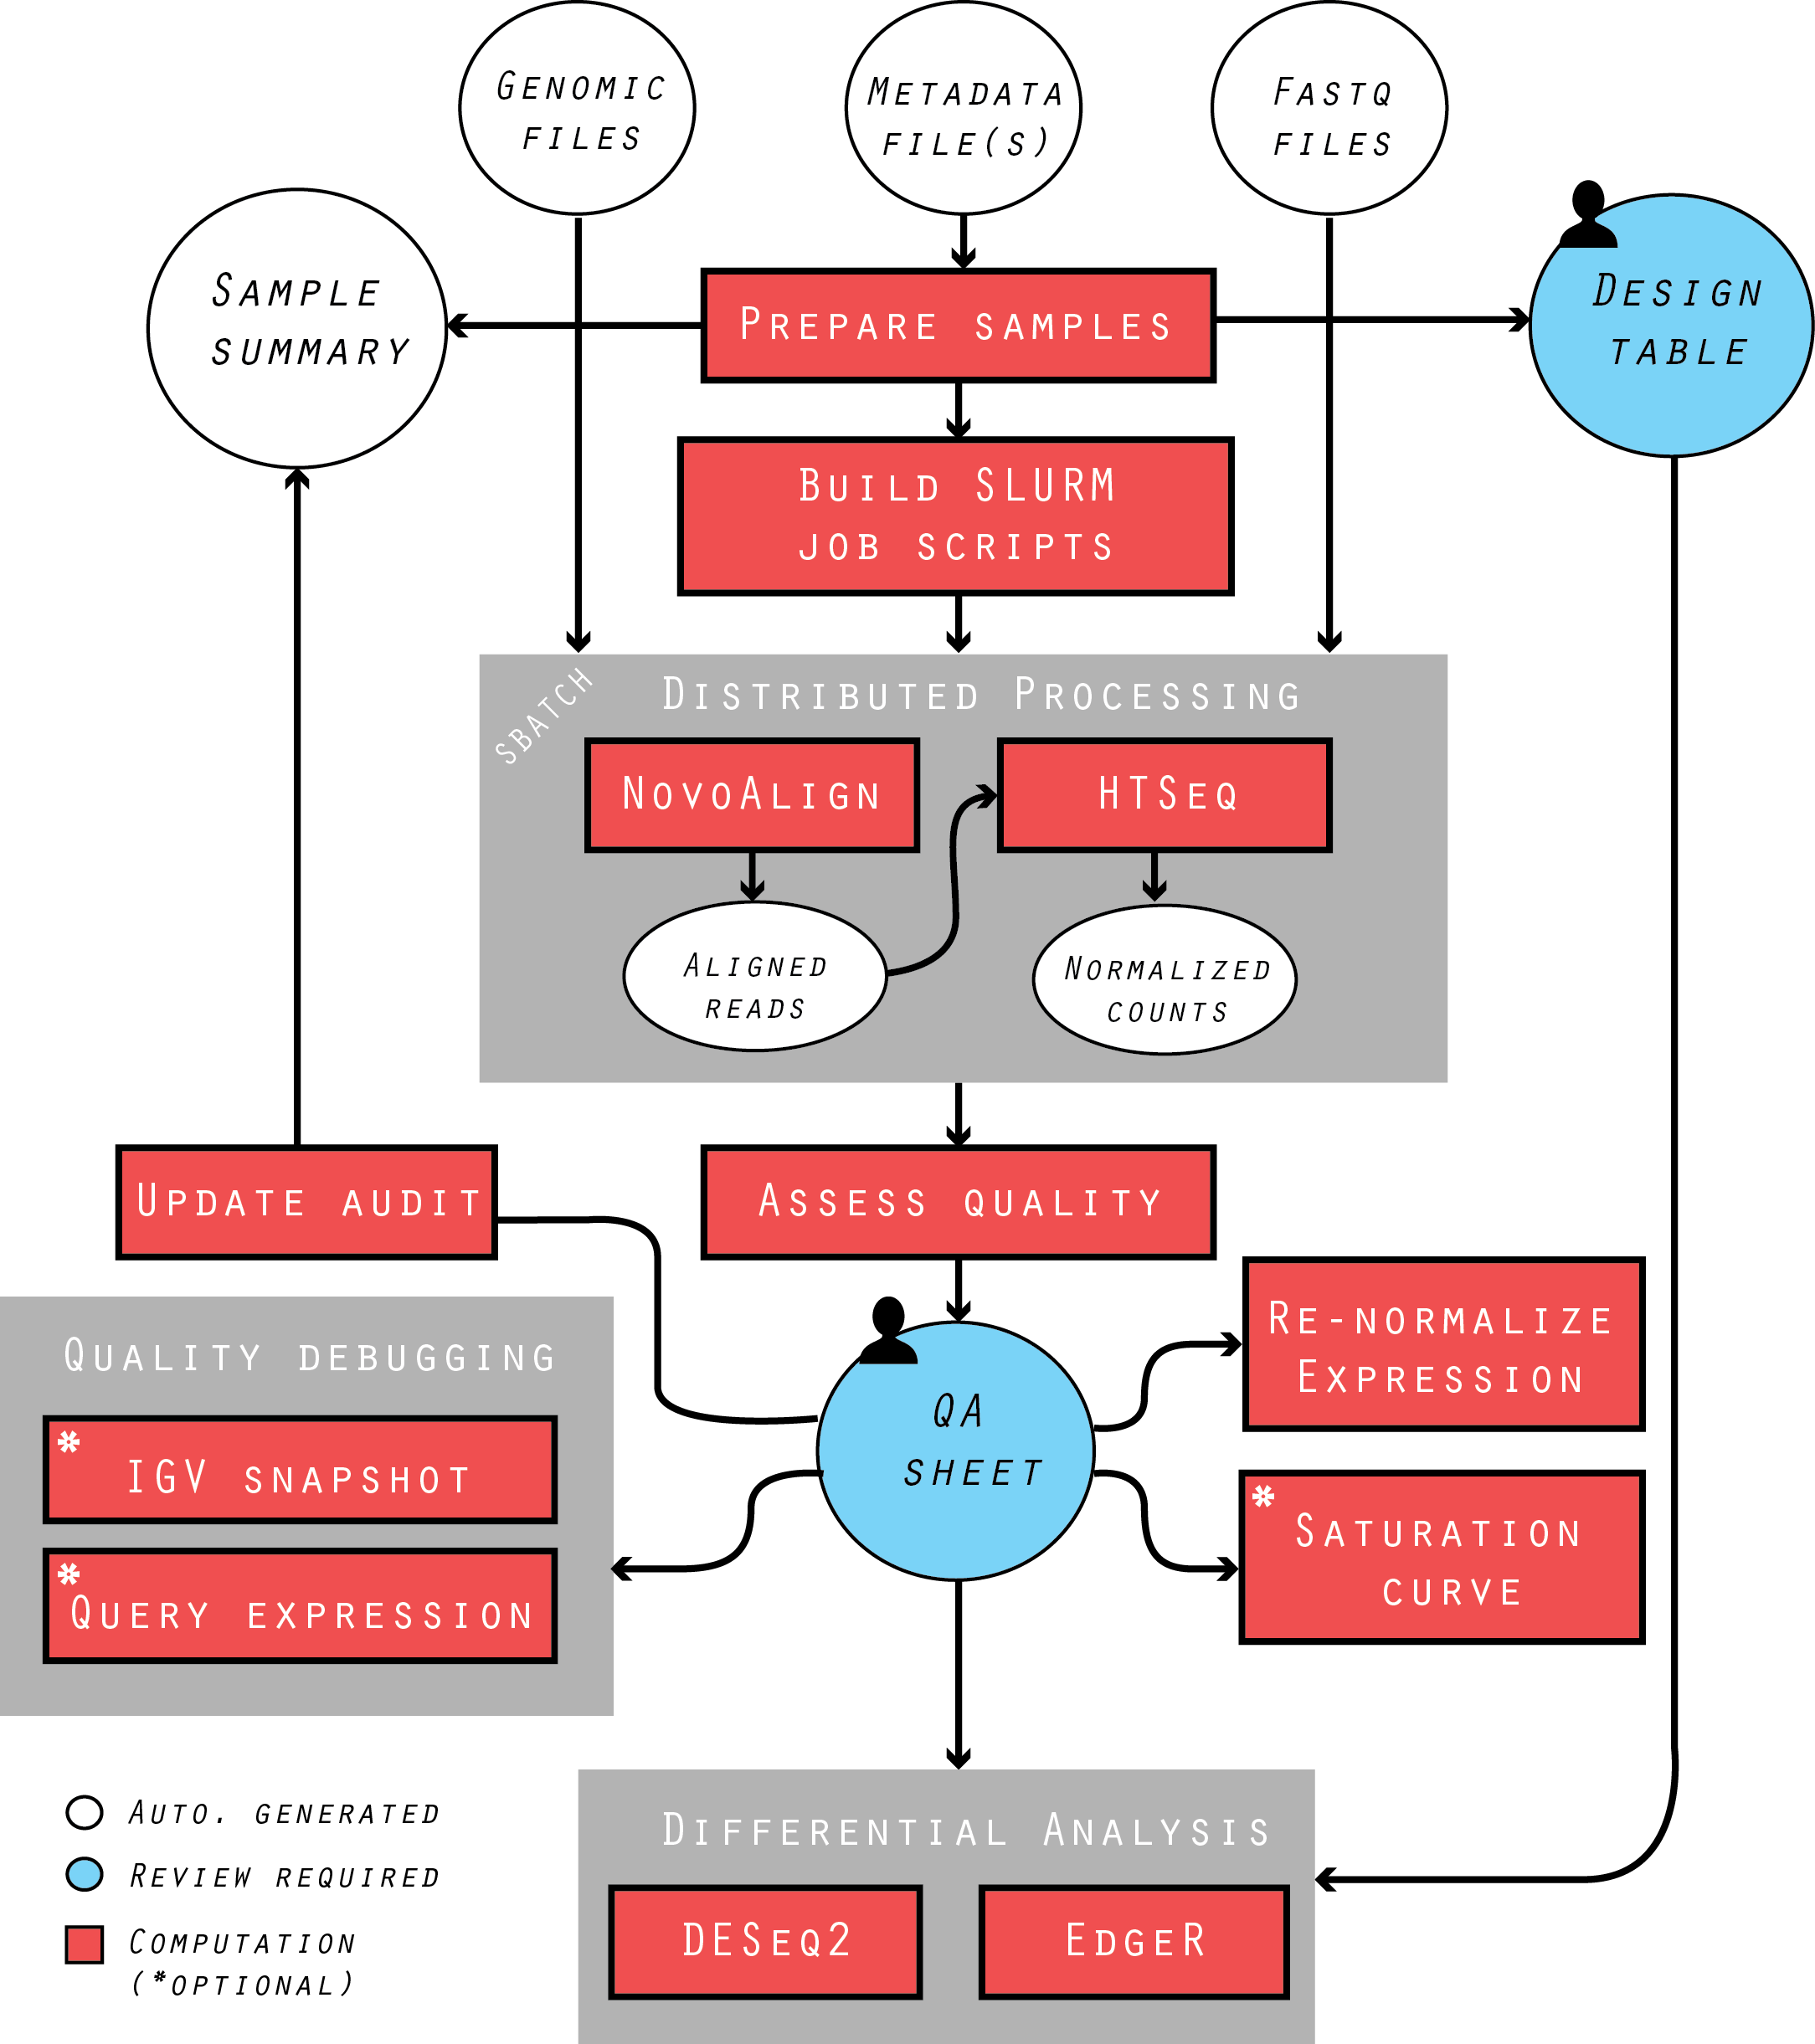 Genomic
files
Metadata
file(s)
Fastq
files
Sample
summary
Prepare samples
Design
table
Build SLURM
job scripts
SBATCH
Distributed Processing
NovoAlign
HTSeq
Aligned
reads
Normalized
counts
Update audit
Assess quality
Quality debugging
* IGV snapshot
* Query expression
QA
sheet
Re-normalize
Expression
* Saturation
curve
Differential Analysis
DESeq2
EdgeR
Auto. generated
Review required
Computation
(*optional)